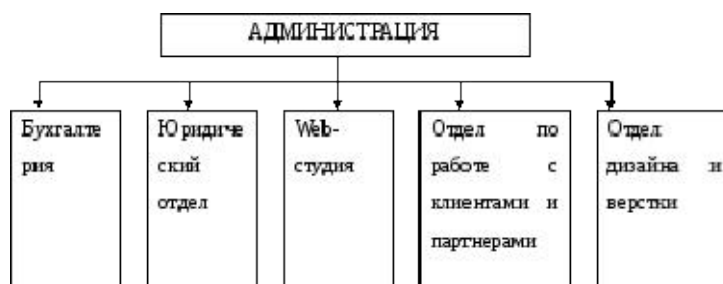 АДМИНИСТРАЦИЯ
Бухгалте
рия
Юридиче
ский
отдел
Web-
студия
Отдел по
работе с
клиентами и
партнерами
Отдел
дизайна и
верстки